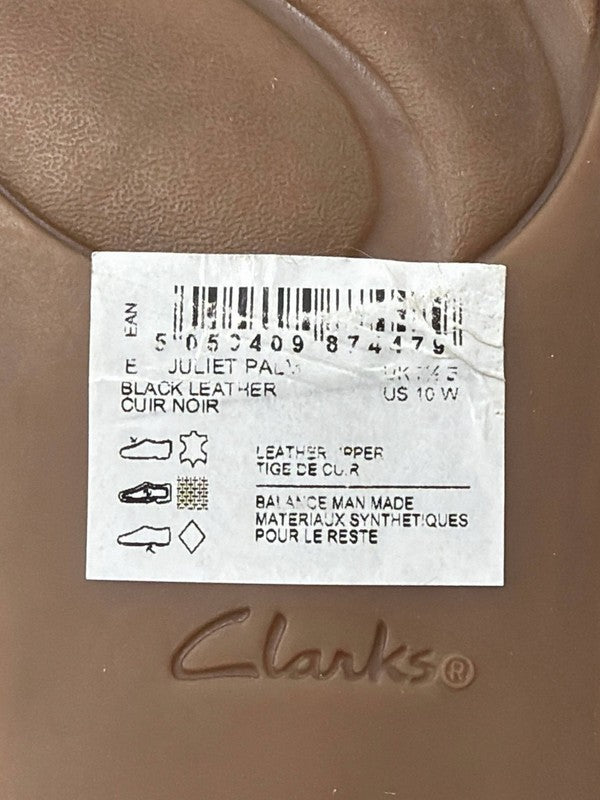 EAN
5 050409 874479
E JULIET PALM
BLACK LEATHER
CUIR NOIR
US 10 W
LEATHER UPPER
TIGE DE CUIR
BALANCE MAN MADE
MATERIAUX SYNTHETIQUES
POUR LE RESTE
Clarks®